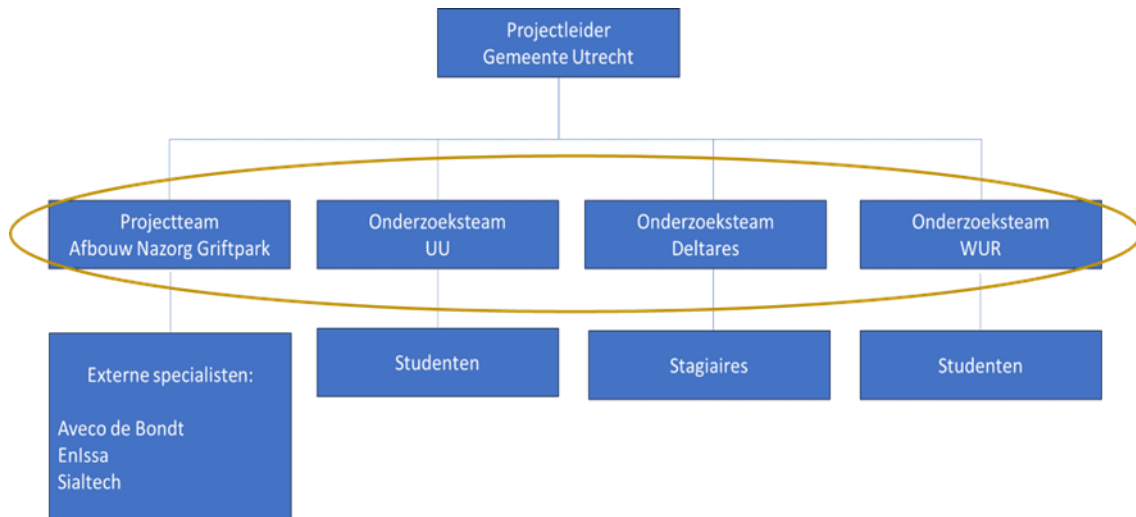 Projectleider
Gemeente Utrecht
Projectteam
Afbouw Nazorg Griftpark
Onderzoeksteam
UU
Onderzoeksteam
Deltares
Onderzoeksteam
WUR
Externe specialisten:
Aveco de Bondt
EnIssa
Sialtech
Studenten
Stagiaires
Studenten